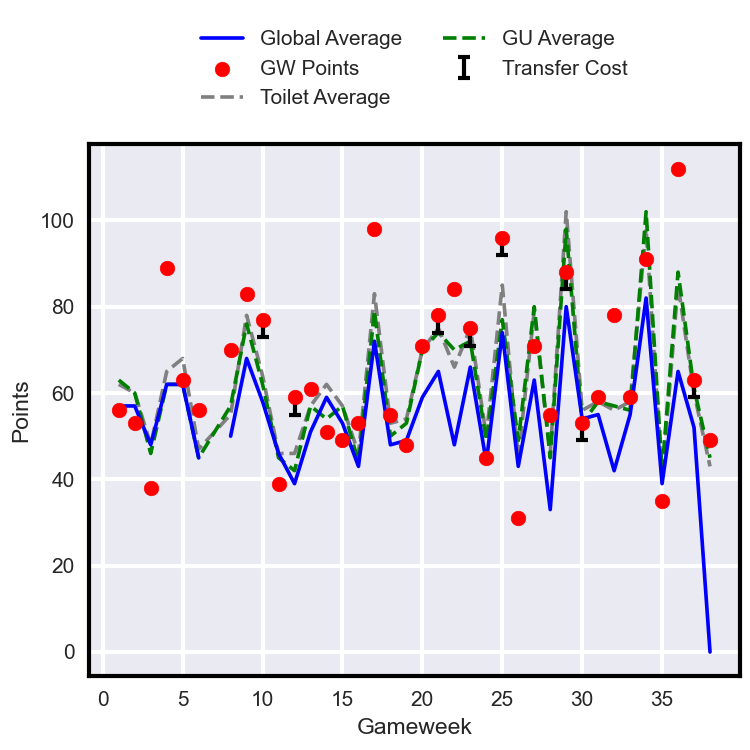 Global Average
GU Average
GW Points
Transfer Cost
Toilet Average
Points
100
80
60
40
20
0
0 5 10 15 20 25 30 35
Gameweek